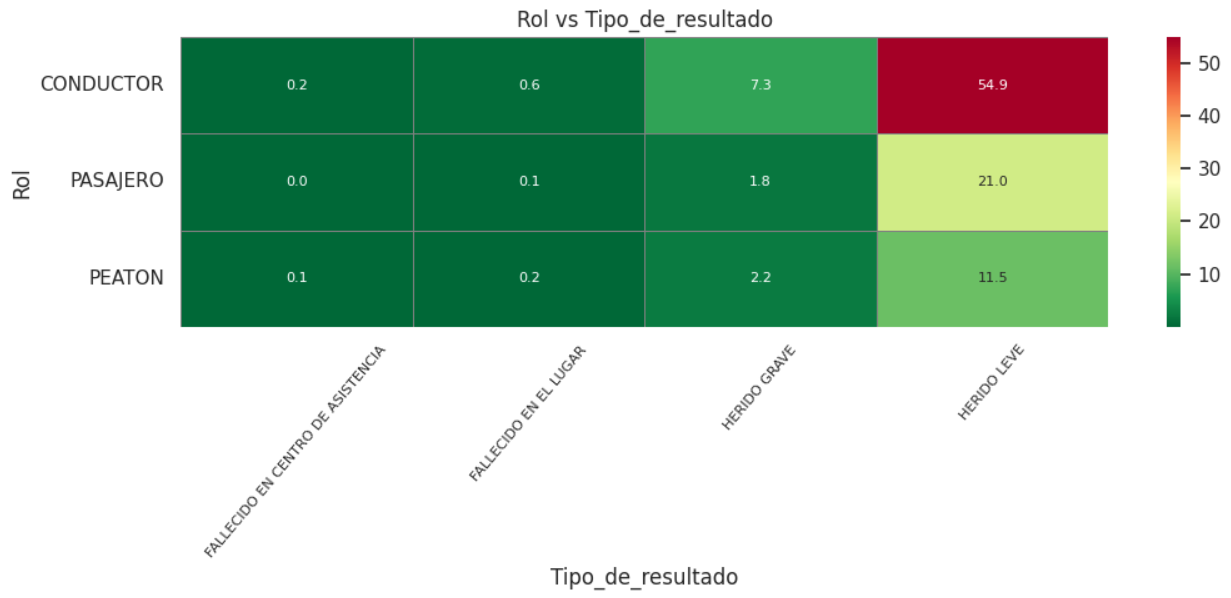 Rol vs Tipo_de_resultado
Rol
CONDUCTOR 0.2 0.6 7.3 54.9
PASAJERO 0.0 0.1 1.8 21.0
PEATON 0.1 0.2 2.2 11.5
50
40
30
20
10
FALLECIDO EN CENTRO DE ASISTENCIA
FALLECIDO EN EL LUGAR
HERIDO GRAVE
HERIDO LEVE
Tipo_de_resultado